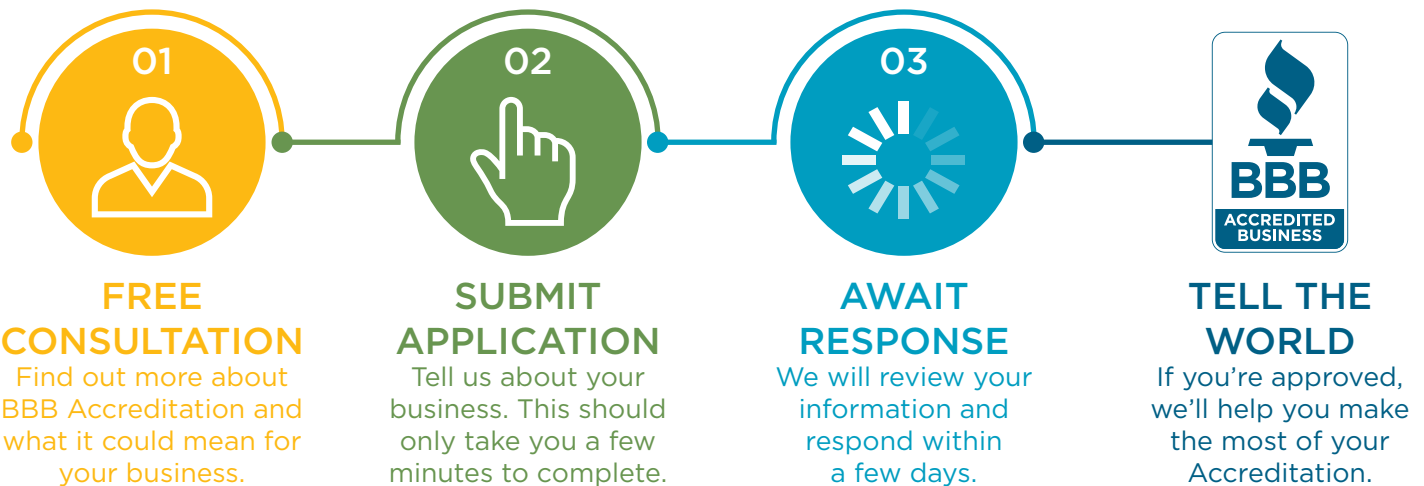 01
FREE
CONSULTATION
Find out more about
BBB Accreditation and
what it could mean for
your business.
02
SUBMIT
APPLICATION
Tell us about your
business. This should
only take you a few
minutes to complete.
03
AWAIT
RESPONSE
We will review your
information and
respond within
a few days.
BBB
ACCREDITED
BUSINESS
TELL THE
WORLD
If you're approved,
we'll help you make
the most of your
Accreditation.